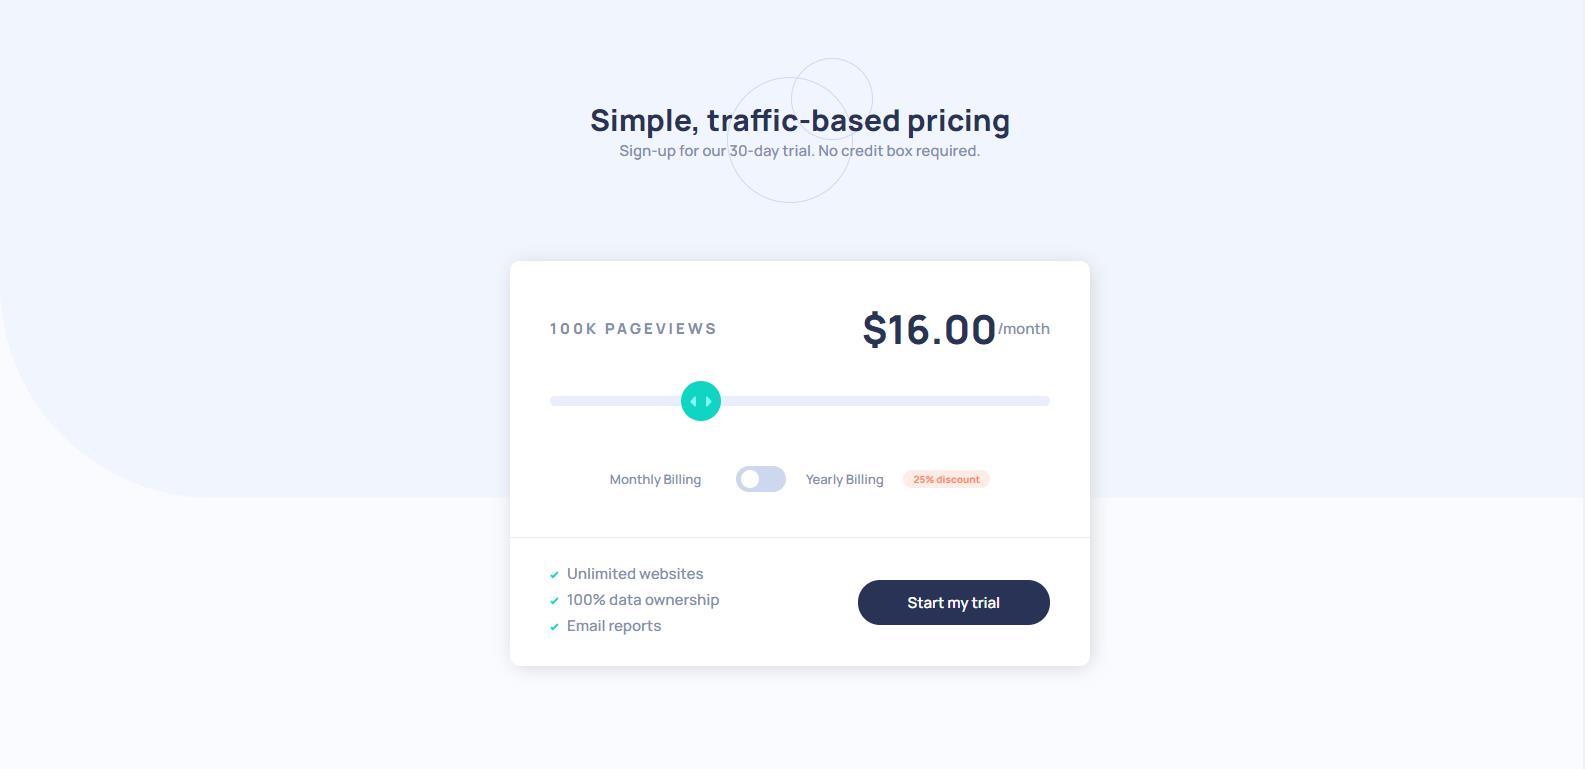 Simple, traffic-based pricing
Sign-up for our 30-day trial. No credit box required.
100K PAGEVIEWS
$16.00/month
Monthly Billing
Yearly Billing
25% discount
Unlimited websites
100% data ownership
Email reports
Start my trial